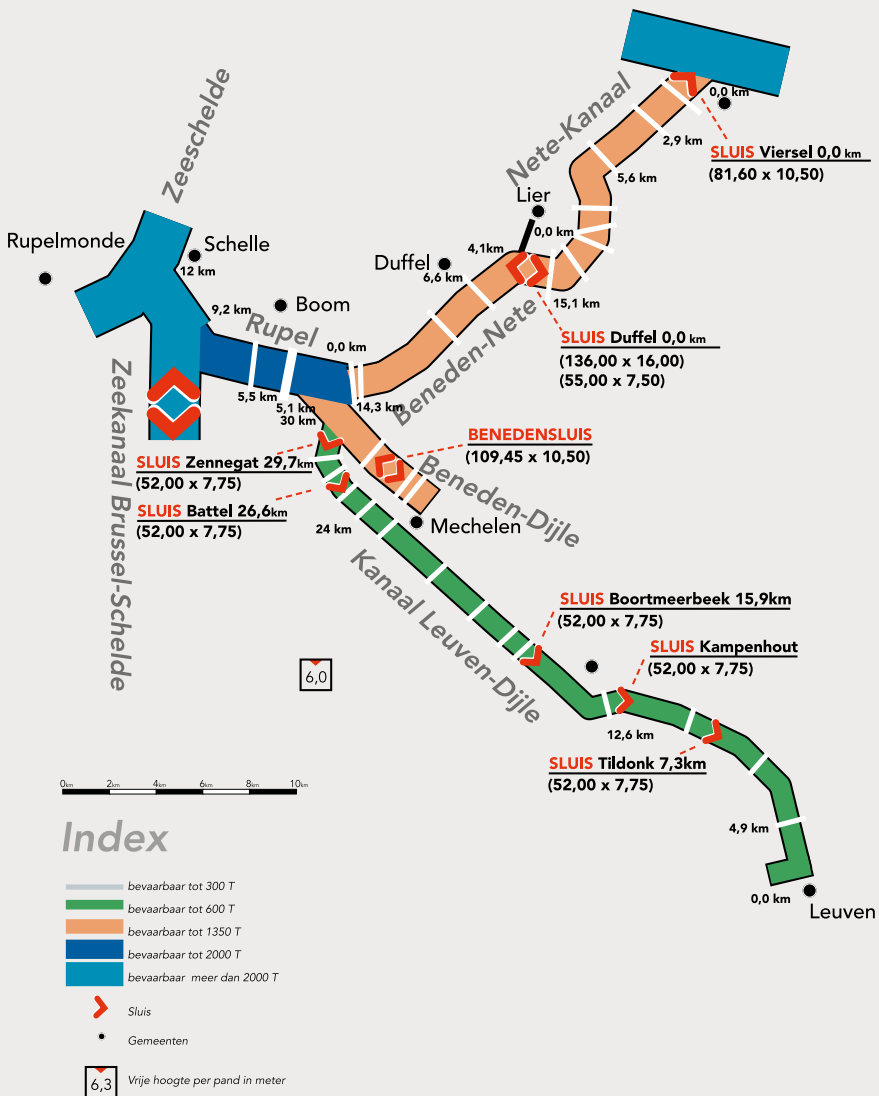 Zeeschelde
Nete-Kanaal
0,0 km
2,9 km
SLUIS Viersel 0,0 km
(81,60 x 10,50)
5,6 km
Lier
0,0 km
4,1km
Rupelmonde
Schelle
12 km
Duffel
6,6 km
15,1 km
9,2 km
Boom
Rupel
0,0 km
Beneden-Nete
SLUIS Duffel 0,0 km
(136,00 x 16,00)
(55,00 x 7,50)
Zeekanaal Brussel-Schelde
5,5 km
5,1 km
30 km
14,3 km
BENEDENSLUIS
(109,45 x 10,50)
SLUIS Zennegat 29,7km
(52,00 x 7,75)
Beneden-Dijle
SLUIS Battel 26,6km
(52,00 x 7,75)
24 km
Mechelen
Kanaal Leuven-Dijle
SLUIS Boortmeerbeek 15,9km
(52,00 x 7,75)
SLUIS Kampenhout
(52,00 x 7,75)
6,0
12,6 km
SLUIS Tildonk 7,3km
(52,00 x 7,75)
0km 2km 4km 6km 8km 10km
4,9 km
0,0 km
Leuven
Index
bevaarbaar tot 300 T
bevaarbaar tot 600 T
bevaarbaar tot 1350 T
bevaarbaar tot 2000 T
bevaarbaar meer dan 2000 T
Sluis
Gemeenten
6,3 Vrije hoogte per pand in meter